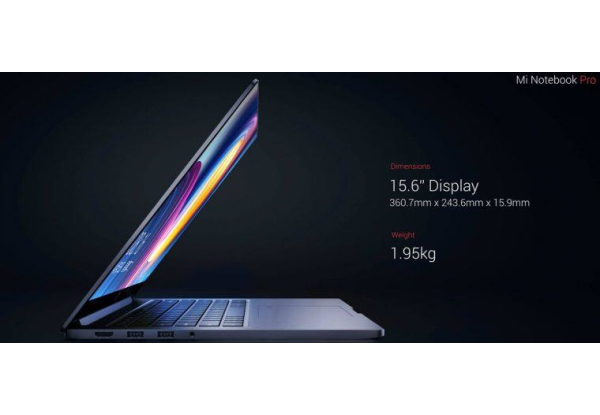 Mi Notebook Pro
Dimensions
15.6" Display
360.7mm x 243.6mm x 15.9mm
Weight
1.95kg